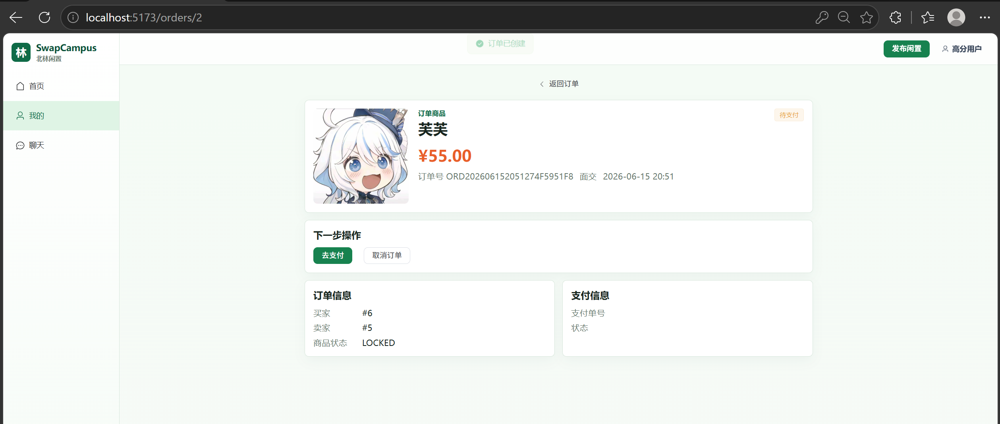 localhost:5173/orders/2
林
SwapCampus
北林闲置
订单已创建
发布闲置
高分用户
首页
我的
聊天
返回订单
订单商品
待支付
芙芙
¥55.00
订单号 ORD202606152051274F5951F8 面交 2026-06-15 20:51
下一步操作
去支付
取消订单
订单信息
买家 #6
卖家 #5
商品状态 LOCKED
支付信息
支付单号
状态